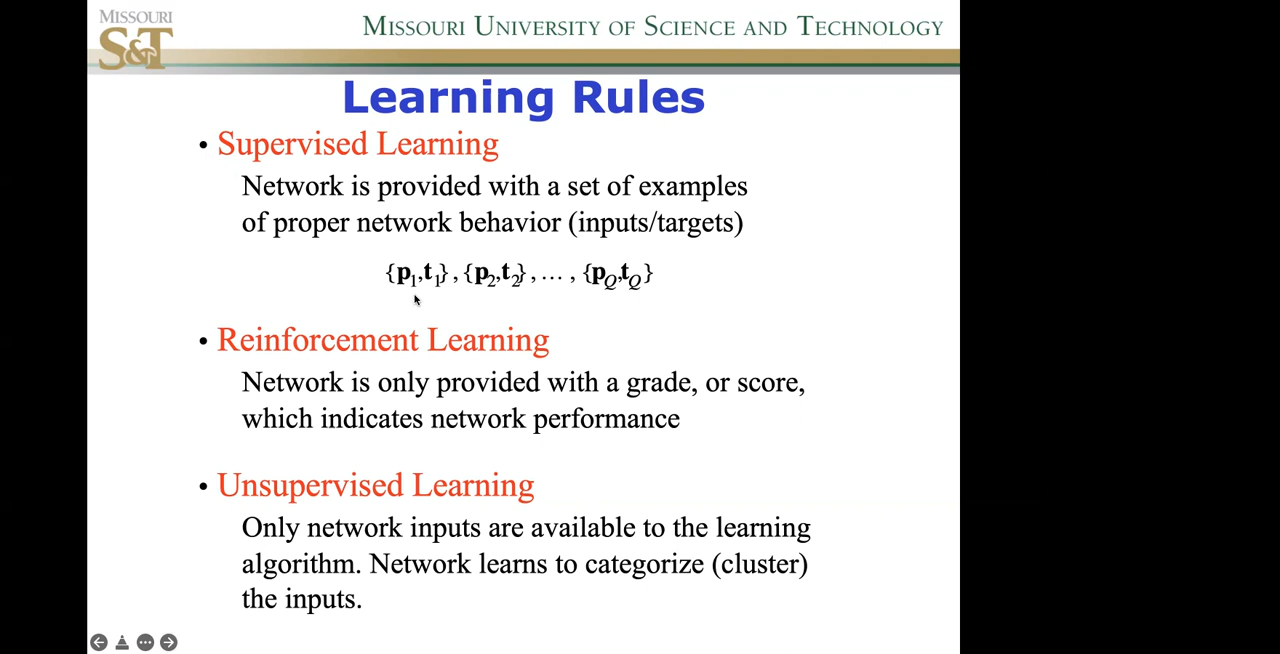 MISSOURI
S&T
MISSOURI UNIVERSITY OF SCIENCE AND TECHNOLOGY
Learning Rules
• Supervised Learning
Network is provided with a set of examples
of proper network behavior (inputs/targets)
{p₁,t₁} , {p₂,t₂} , … , {p_Q,t_Q}
• Reinforcement Learning
Network is only provided with a grade, or score,
which indicates network performance
• Unsupervised Learning
Only network inputs are available to the learning
algorithm. Network learns to categorize (cluster)
the inputs.